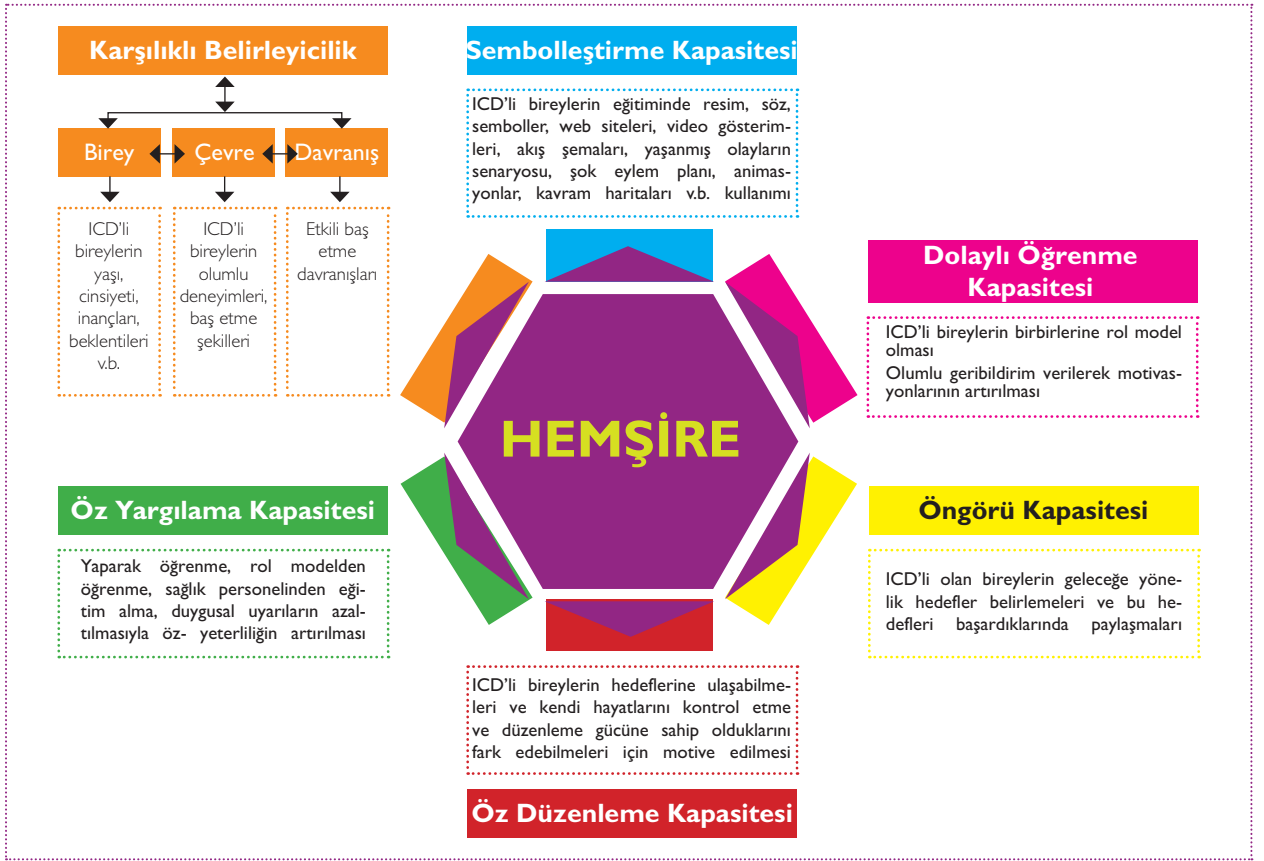 Karşılıklı Belirleyicilik
Birey
Çevre
Davranış
ICD'li
bireylerin
yaşı,
cinsiyeti,
inançları,
beklentileri
v.b.
ICD'li
bireylerin
olumlu
deneyimleri,
baş etme
şekilleri
Etkili baş
etme
davranışları
Sembolleştirme Kapasitesi
ICD'li bireylerin eğitiminde resim, söz,
semboller, web siteleri, video gösterim-
leri, akış şemaları, yaşanmış olayların
senaryosu, şok eylem planı, animas-
yonlar, kavram haritaları v.b. kullanımı
Dolaylı Öğrenme
Kapasitesi
ICD'li bireylerin birbirlerine rol model
olması
Olumlu geribildirim verilerek motivas-
yonlarının artırılması
HEMŞİRE
Öz Yargılama Kapasitesi
Yaparak öğrenme, rol modelden
öğrenme, sağlık personelinden eği-
tim alma, duygusal uyarıların azal-
tılmasıyla öz- yeterliliğin artırılması
Öngörü Kapasitesi
ICD'li olan bireylerin geleceğe yöne-
lik hedefler belirlemeleri ve bu he-
defleri başardıklarında paylaşmaları
ICD'li bireylerin hedeflerine ulaşabilme-
leri ve kendi hayatlarını kontrol etme
ve düzenleme gücüne sahip olduklarını
fark edebilmeleri için motive edilmesi
Öz Düzenleme Kapasitesi